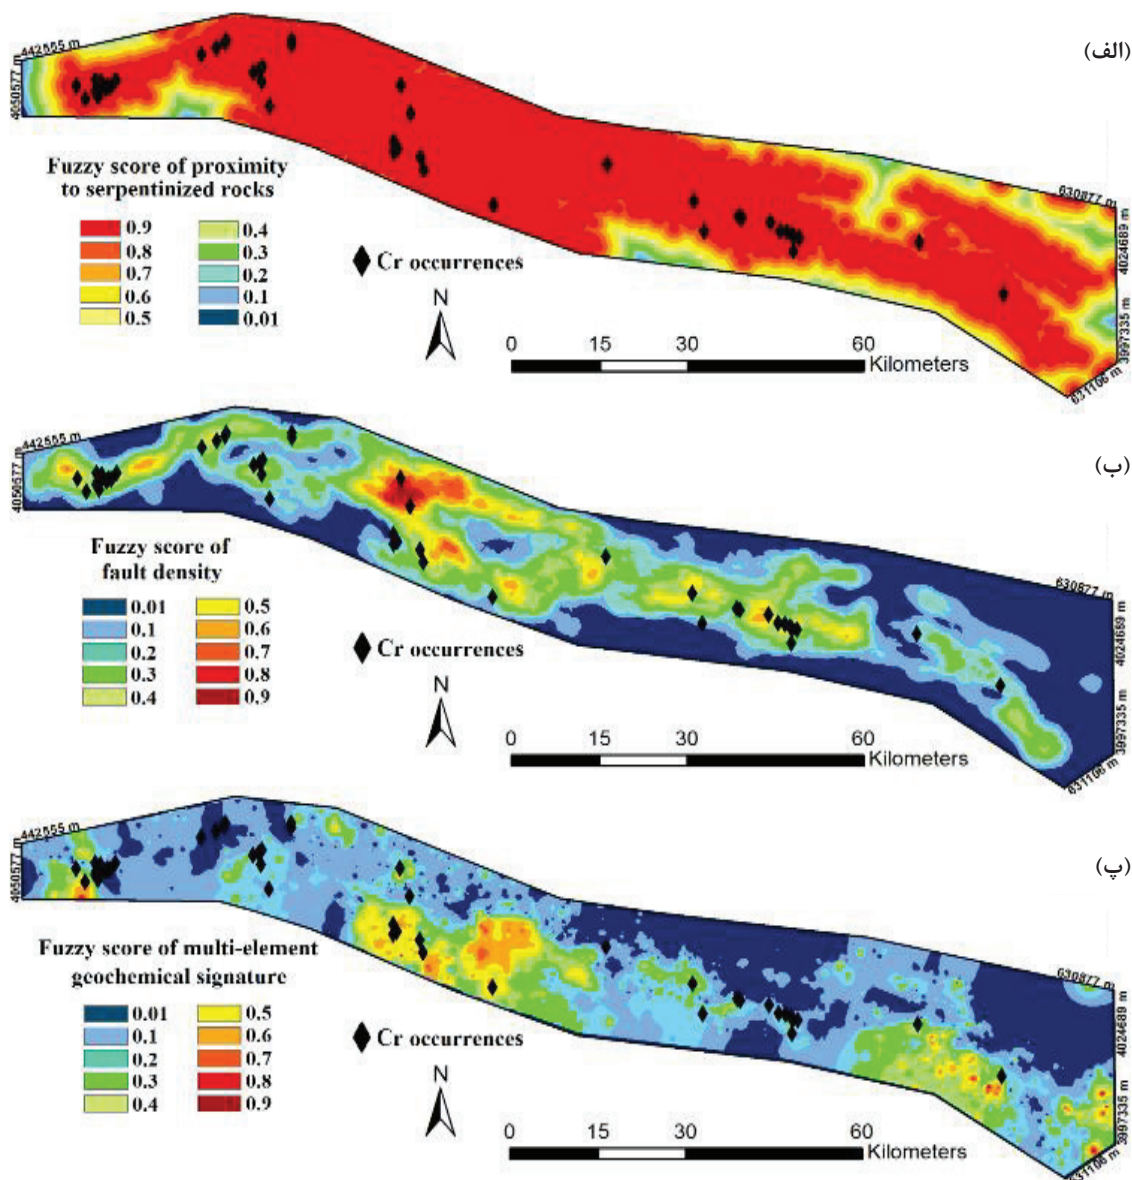 (الف)
442555 m
4050577 m
630877 m
4024689 m
3997335 m
631106 m
Fuzzy score of proximity
to serpentinized rocks
0.9 0.4
0.8 0.3
0.7 0.2
0.6 0.1
0.5 0.01
Cr occurrences
N
0 15 30 60
Kilometers
(ب)
442555 m
4050577 m
630877 m
4024689 m
3997335 m
631106 m
Fuzzy score of
fault density
0.01 0.5
0.1 0.6
0.2 0.7
0.3 0.8
0.4 0.9
Cr occurrences
N
0 15 30 60
Kilometers
(پ)
442555 m
4050577 m
630877 m
4024689 m
3997335 m
631106 m
Fuzzy score of multi-element
geochemical signature
0.01 0.5
0.1 0.6
0.2 0.7
0.3 0.8
0.4 0.9
Cr occurrences
N
0 15 30 60
Kilometers